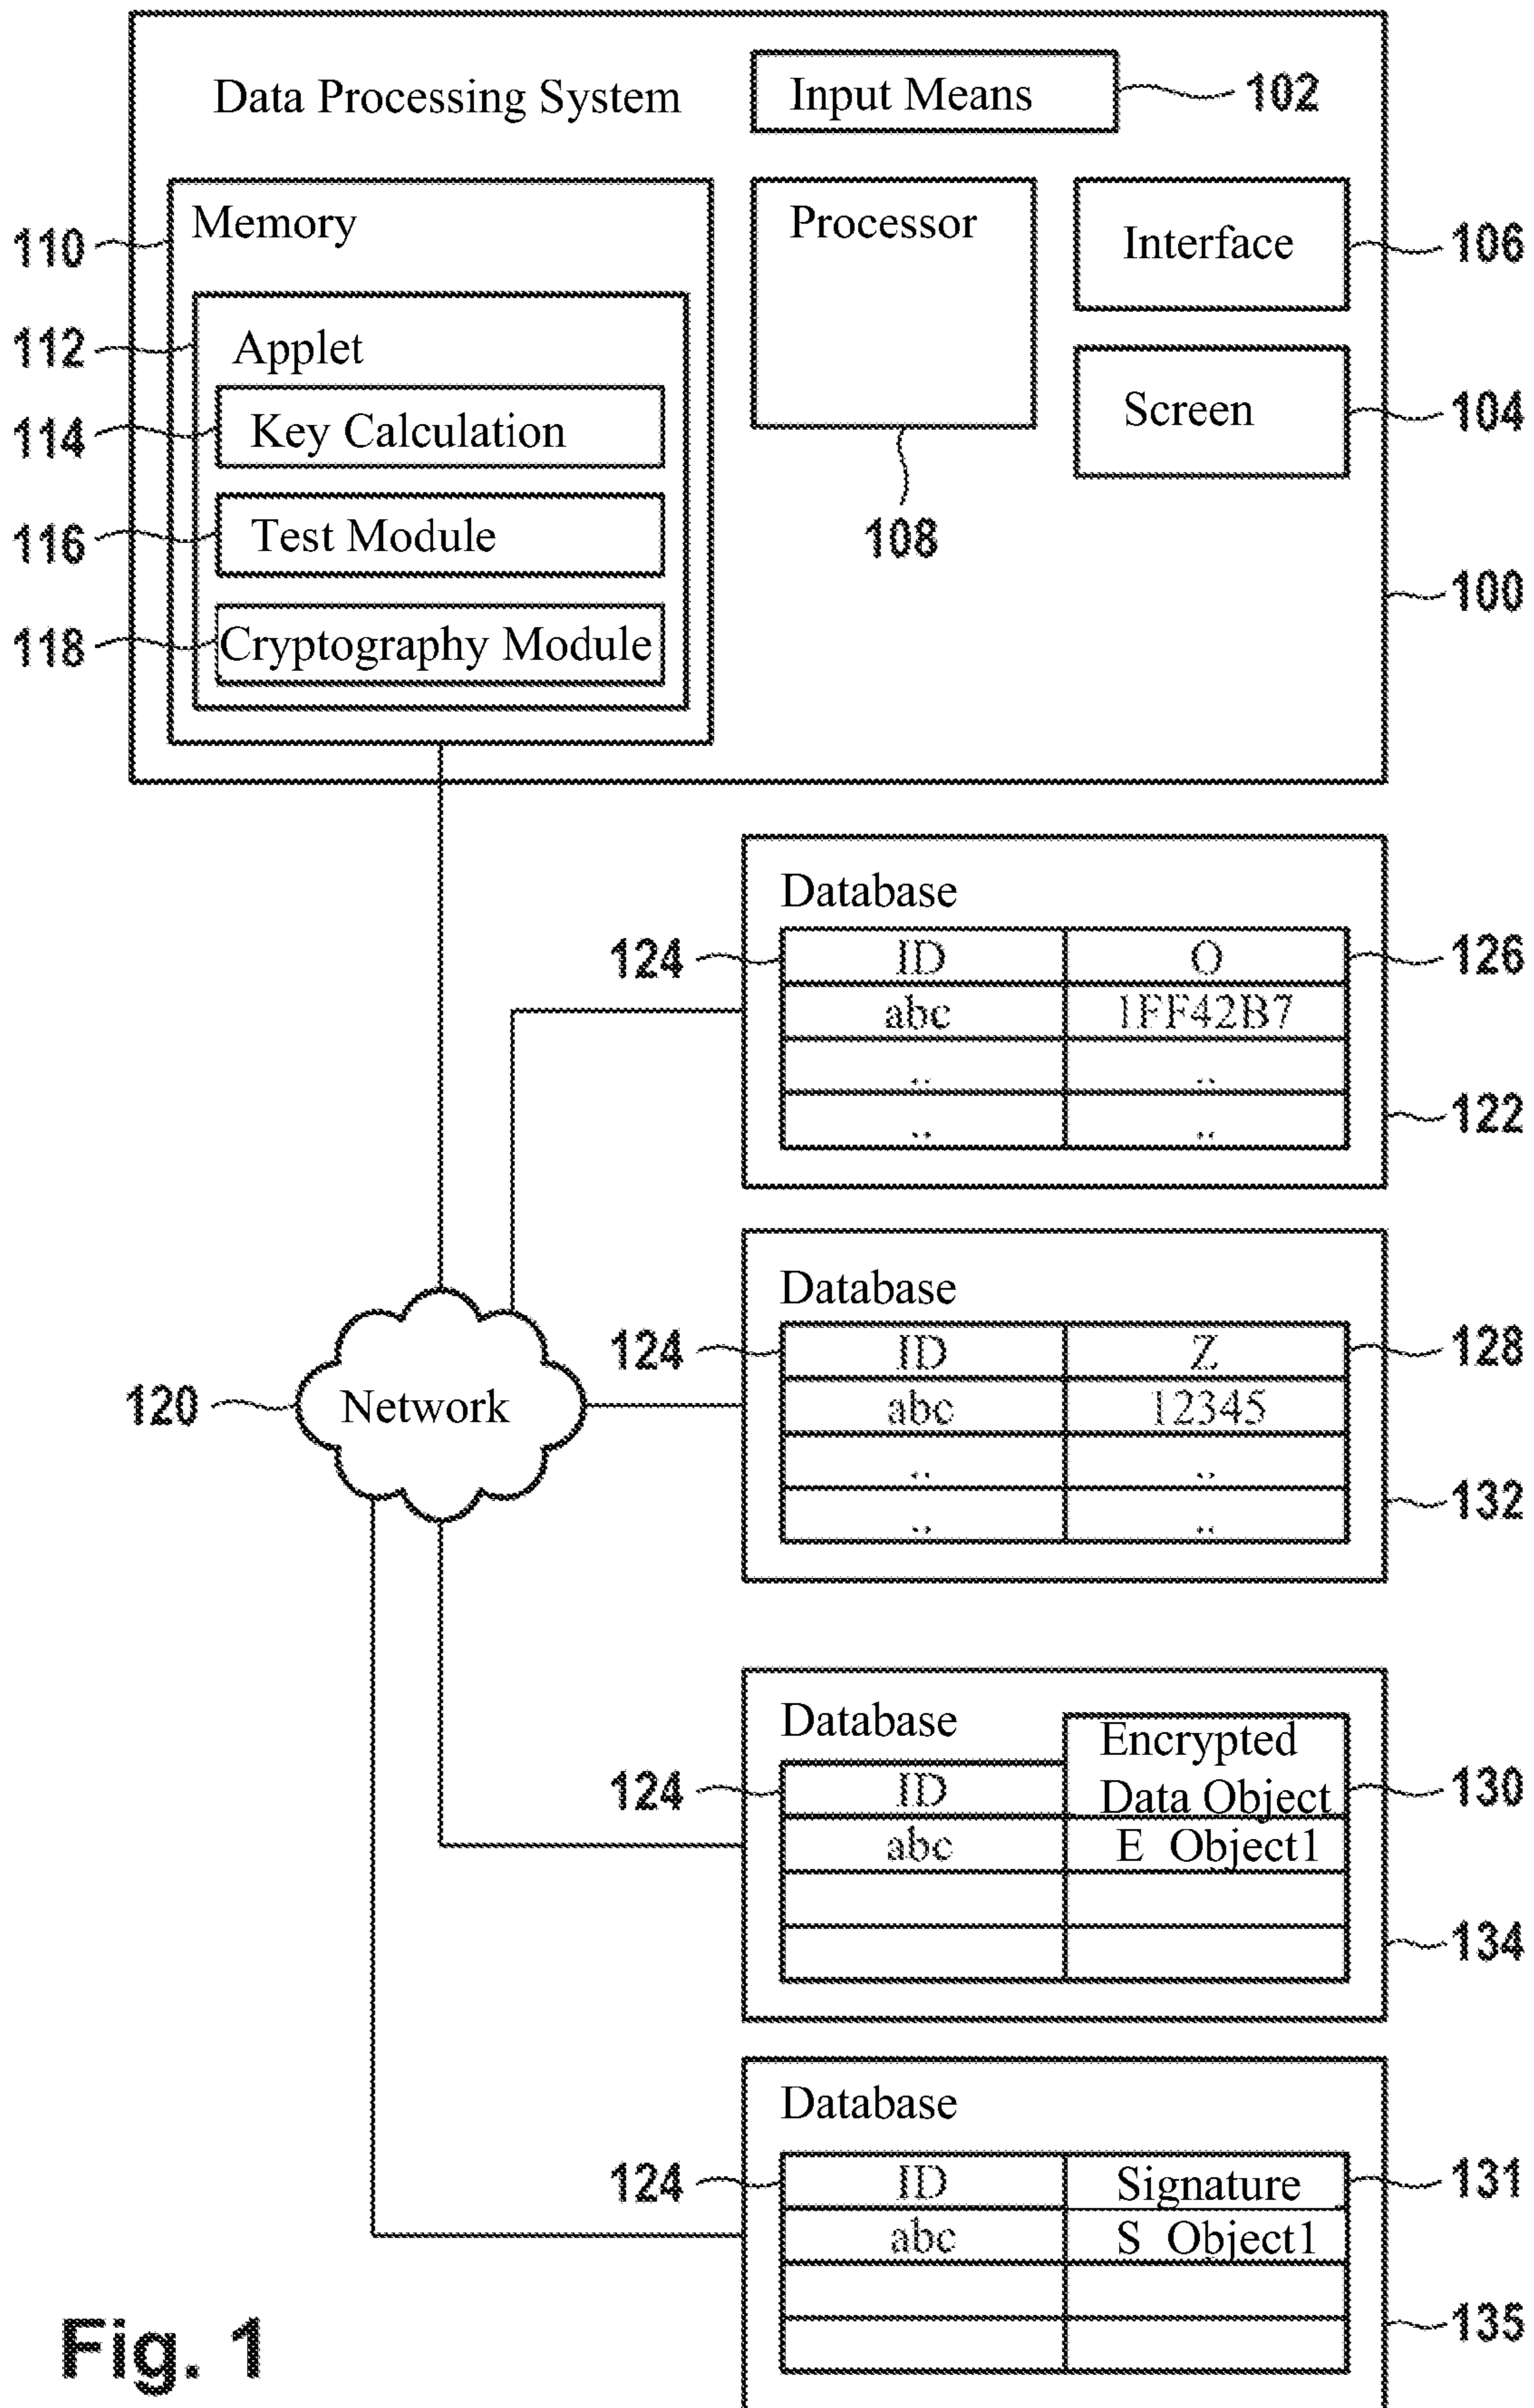 Data Processing System
Input Means
102
Memory
Processor
Interface
110
106
Applet
112
Screen
104
Key Calculation
114
Test Module
116
108
100
Cryptography Module
118
Database
124
ID
O
126
abc
1FF42B7
..
..
..
..
122
Database
124
ID
Z
128
120
Network
abc
12345
..
..
..
..
132
Database
Encrypted
Data Object
124
ID
130
abc
E_Object1
134
Database
124
ID
Signature
131
abc
S_Object1
135
Fig. 1